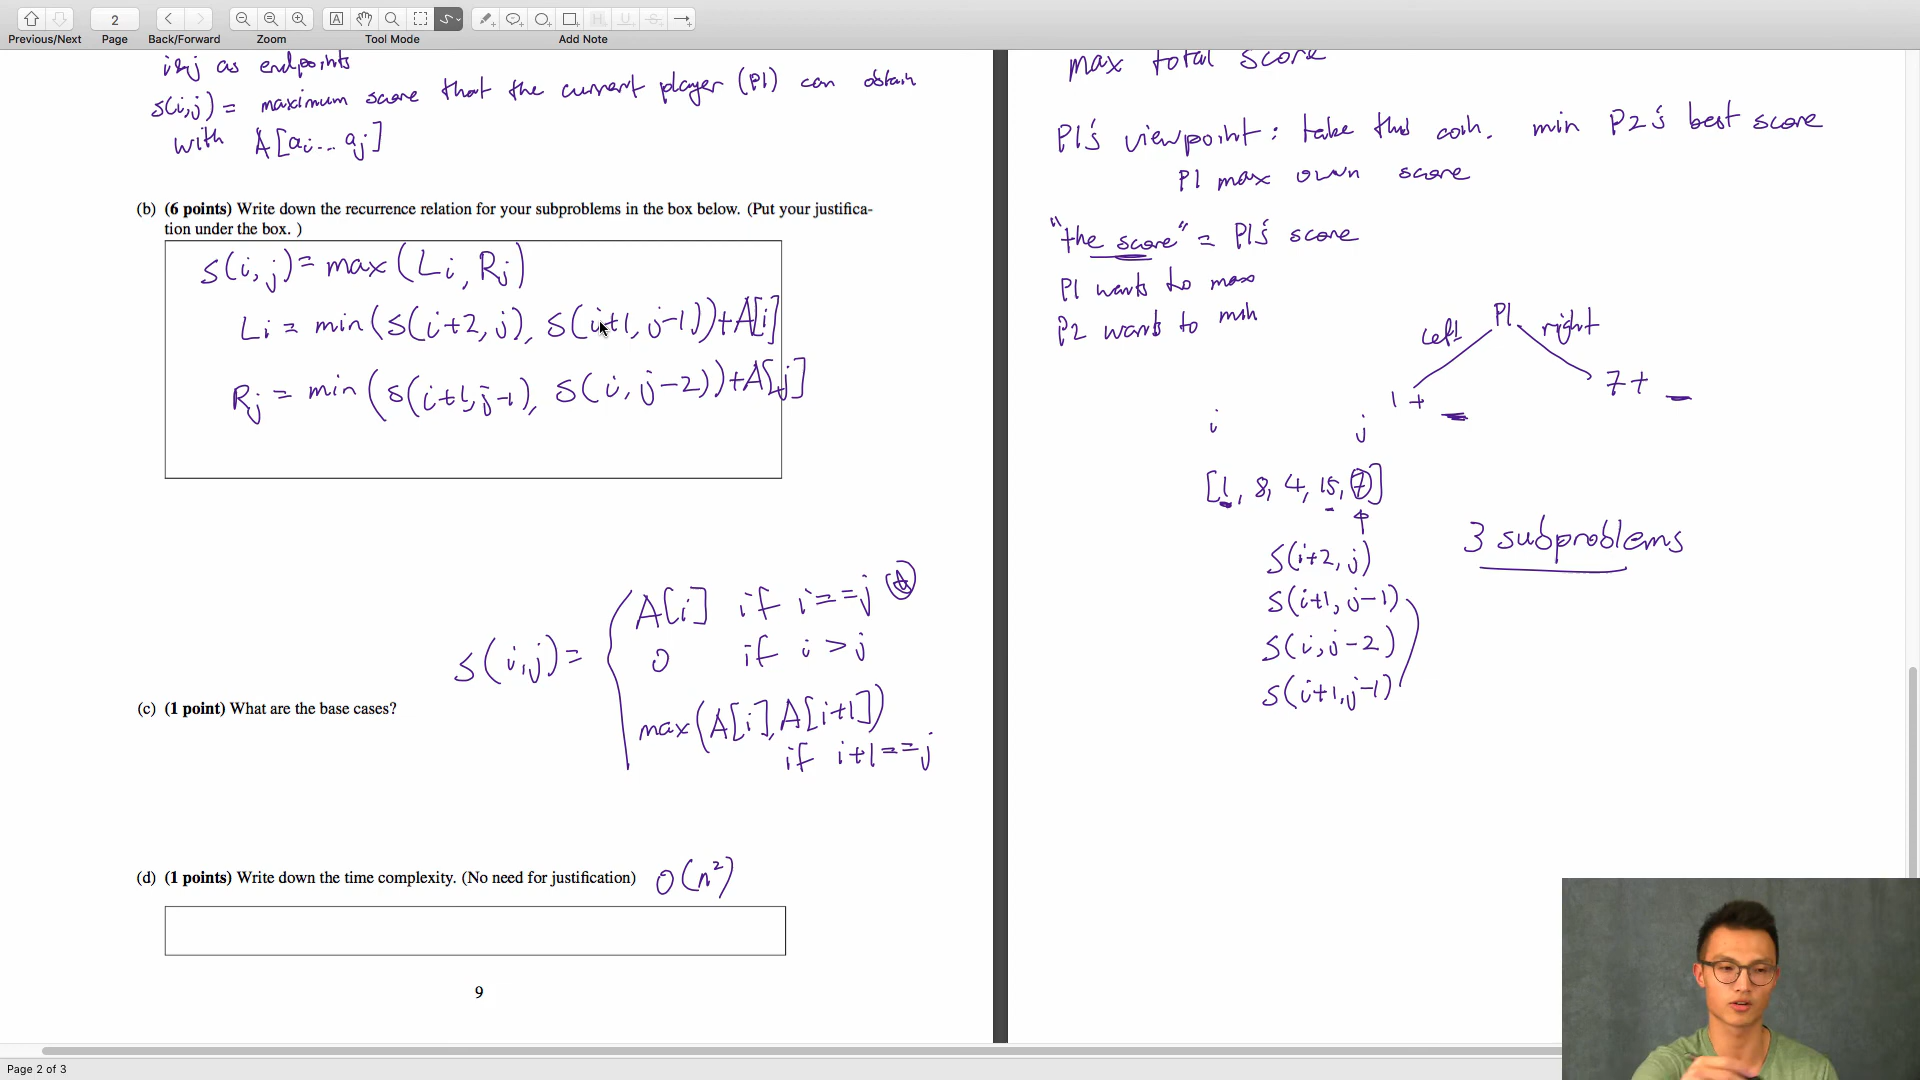 2
Previous/Next Page Back/Forward Zoom Tool Mode Add Note
i&j as endpoints
s(i,j) = maximum score that the current player (P1) can obtain
with A[ai... aj]
(b) (6 points) Write down the recurrence relation for your subproblems in the box below. (Put your justifica-
tion under the box. )
S(i,j) = max(Li, Rj)
Li = min(S(i+2, j), S(i+1, j-1))+A[i]
Rj = min(S(i+1,j-1), S(i, j-2))+A[j]
S(i,j) =
A[i] if i==j
0 if i > j
max(A[i],A[i+1])
if i+1==j
(c) (1 point) What are the base cases?
(d) (1 points) Write down the time complexity. (No need for justification) O(n²)
9
max total score
P1's viewpoint: take this coin. min P2's best score
P1 max own score
"the score" = P1's score
P1 wants to max
P2 wants to min
P1
left right
1 + _ 7 + _
i j
[1, 8, 4, 15, 7]
S(i+2, j)
S(i+1, j-1)
S(i, j-2)
S(i+1,j-1)
3 subproblems
Page 2 of 3